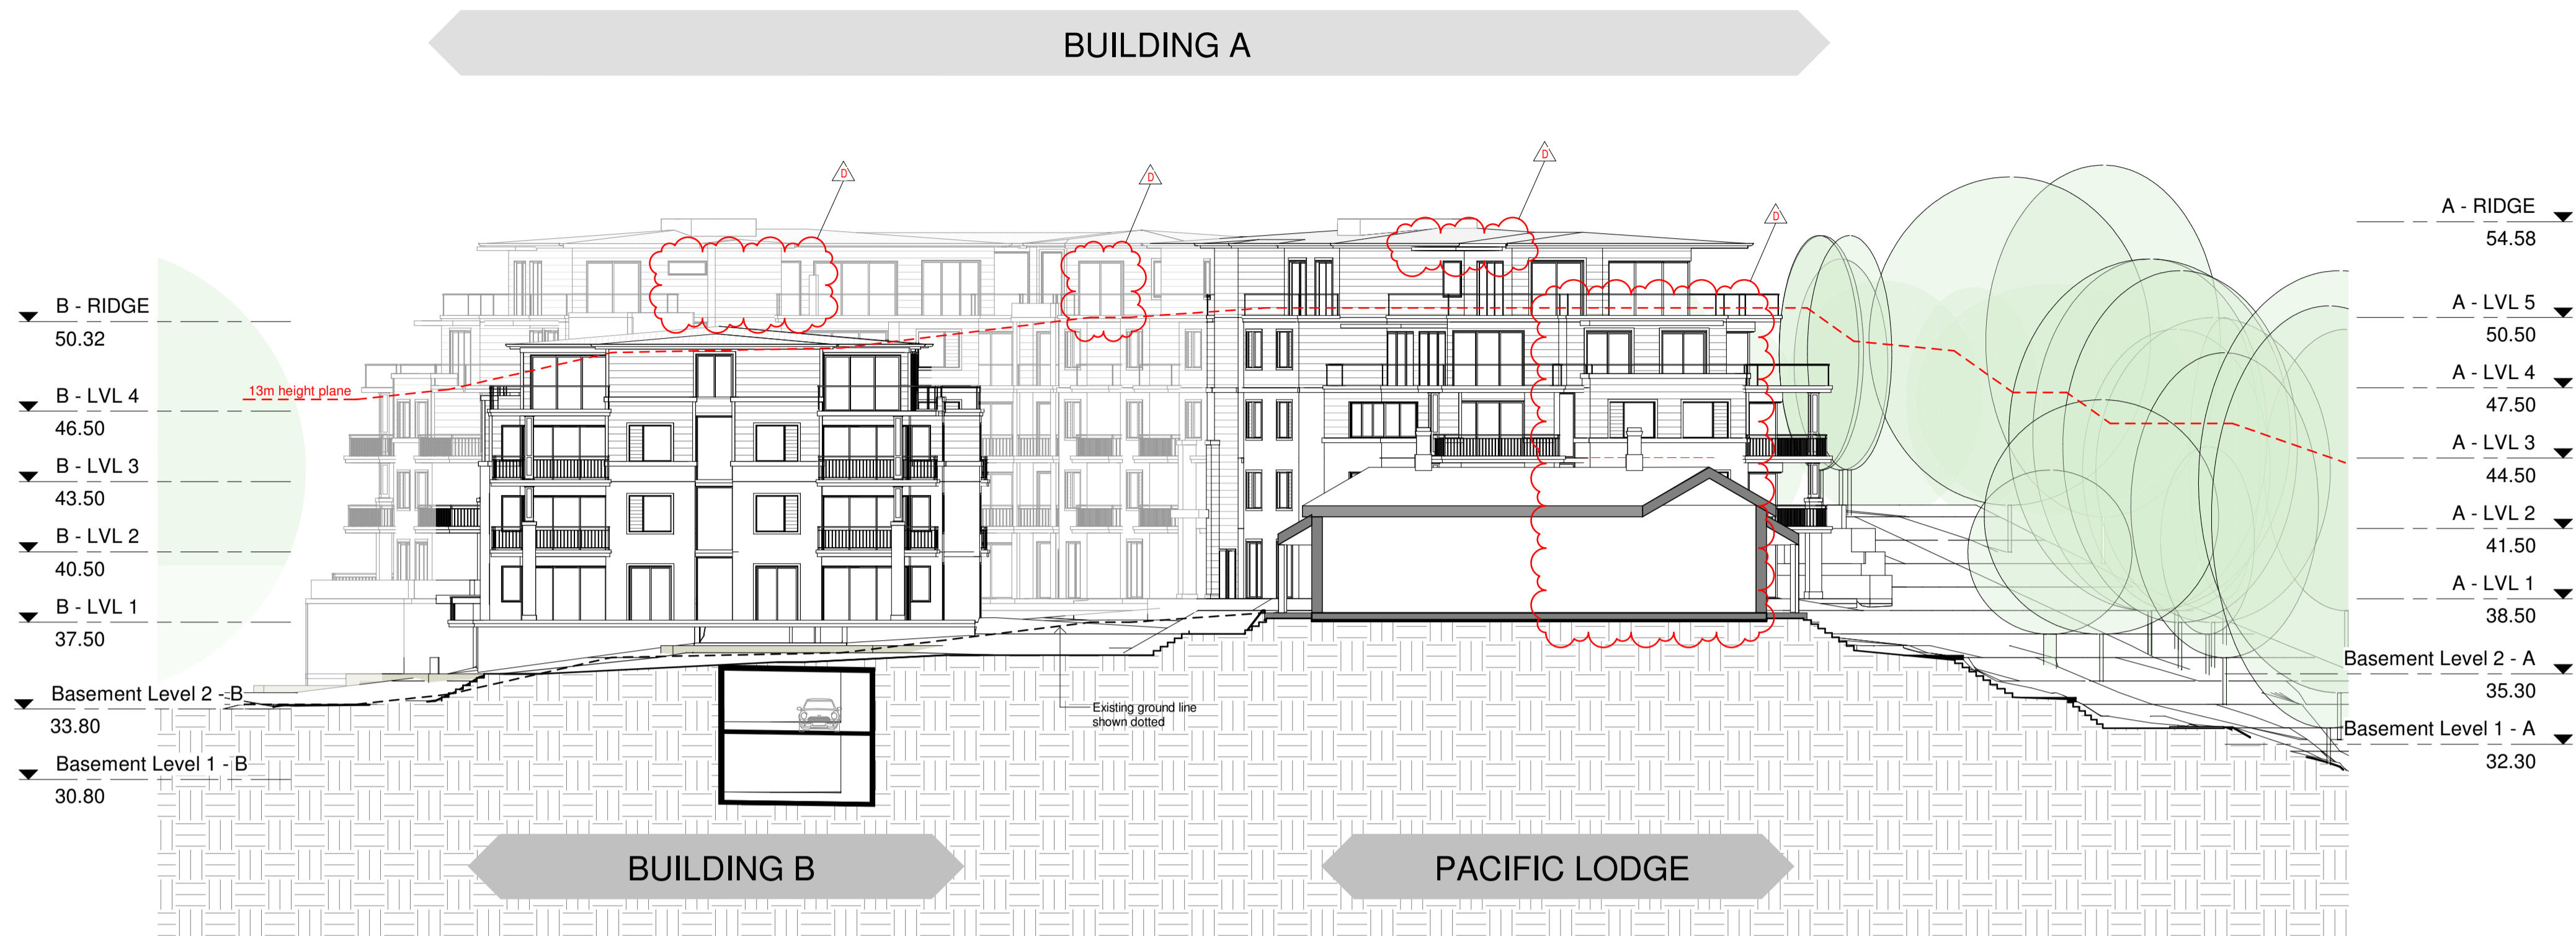 BUILDING A
D
D
D
D
A - RIDGE
54.58
B - RIDGE
50.32
A - LVL 5
50.50
13m height plane
B - LVL 4
46.50
A - LVL 4
47.50
B - LVL 3
43.50
A - LVL 3
44.50
B - LVL 2
40.50
A - LVL 2
41.50
B - LVL 1
37.50
A - LVL 1
38.50
Basement Level 2 - B
33.80
Basement Level 2 - A
35.30
Existing ground line
shown dotted
Basement Level 1 - B
30.80
Basement Level 1 - A
32.30
BUILDING B
PACIFIC LODGE